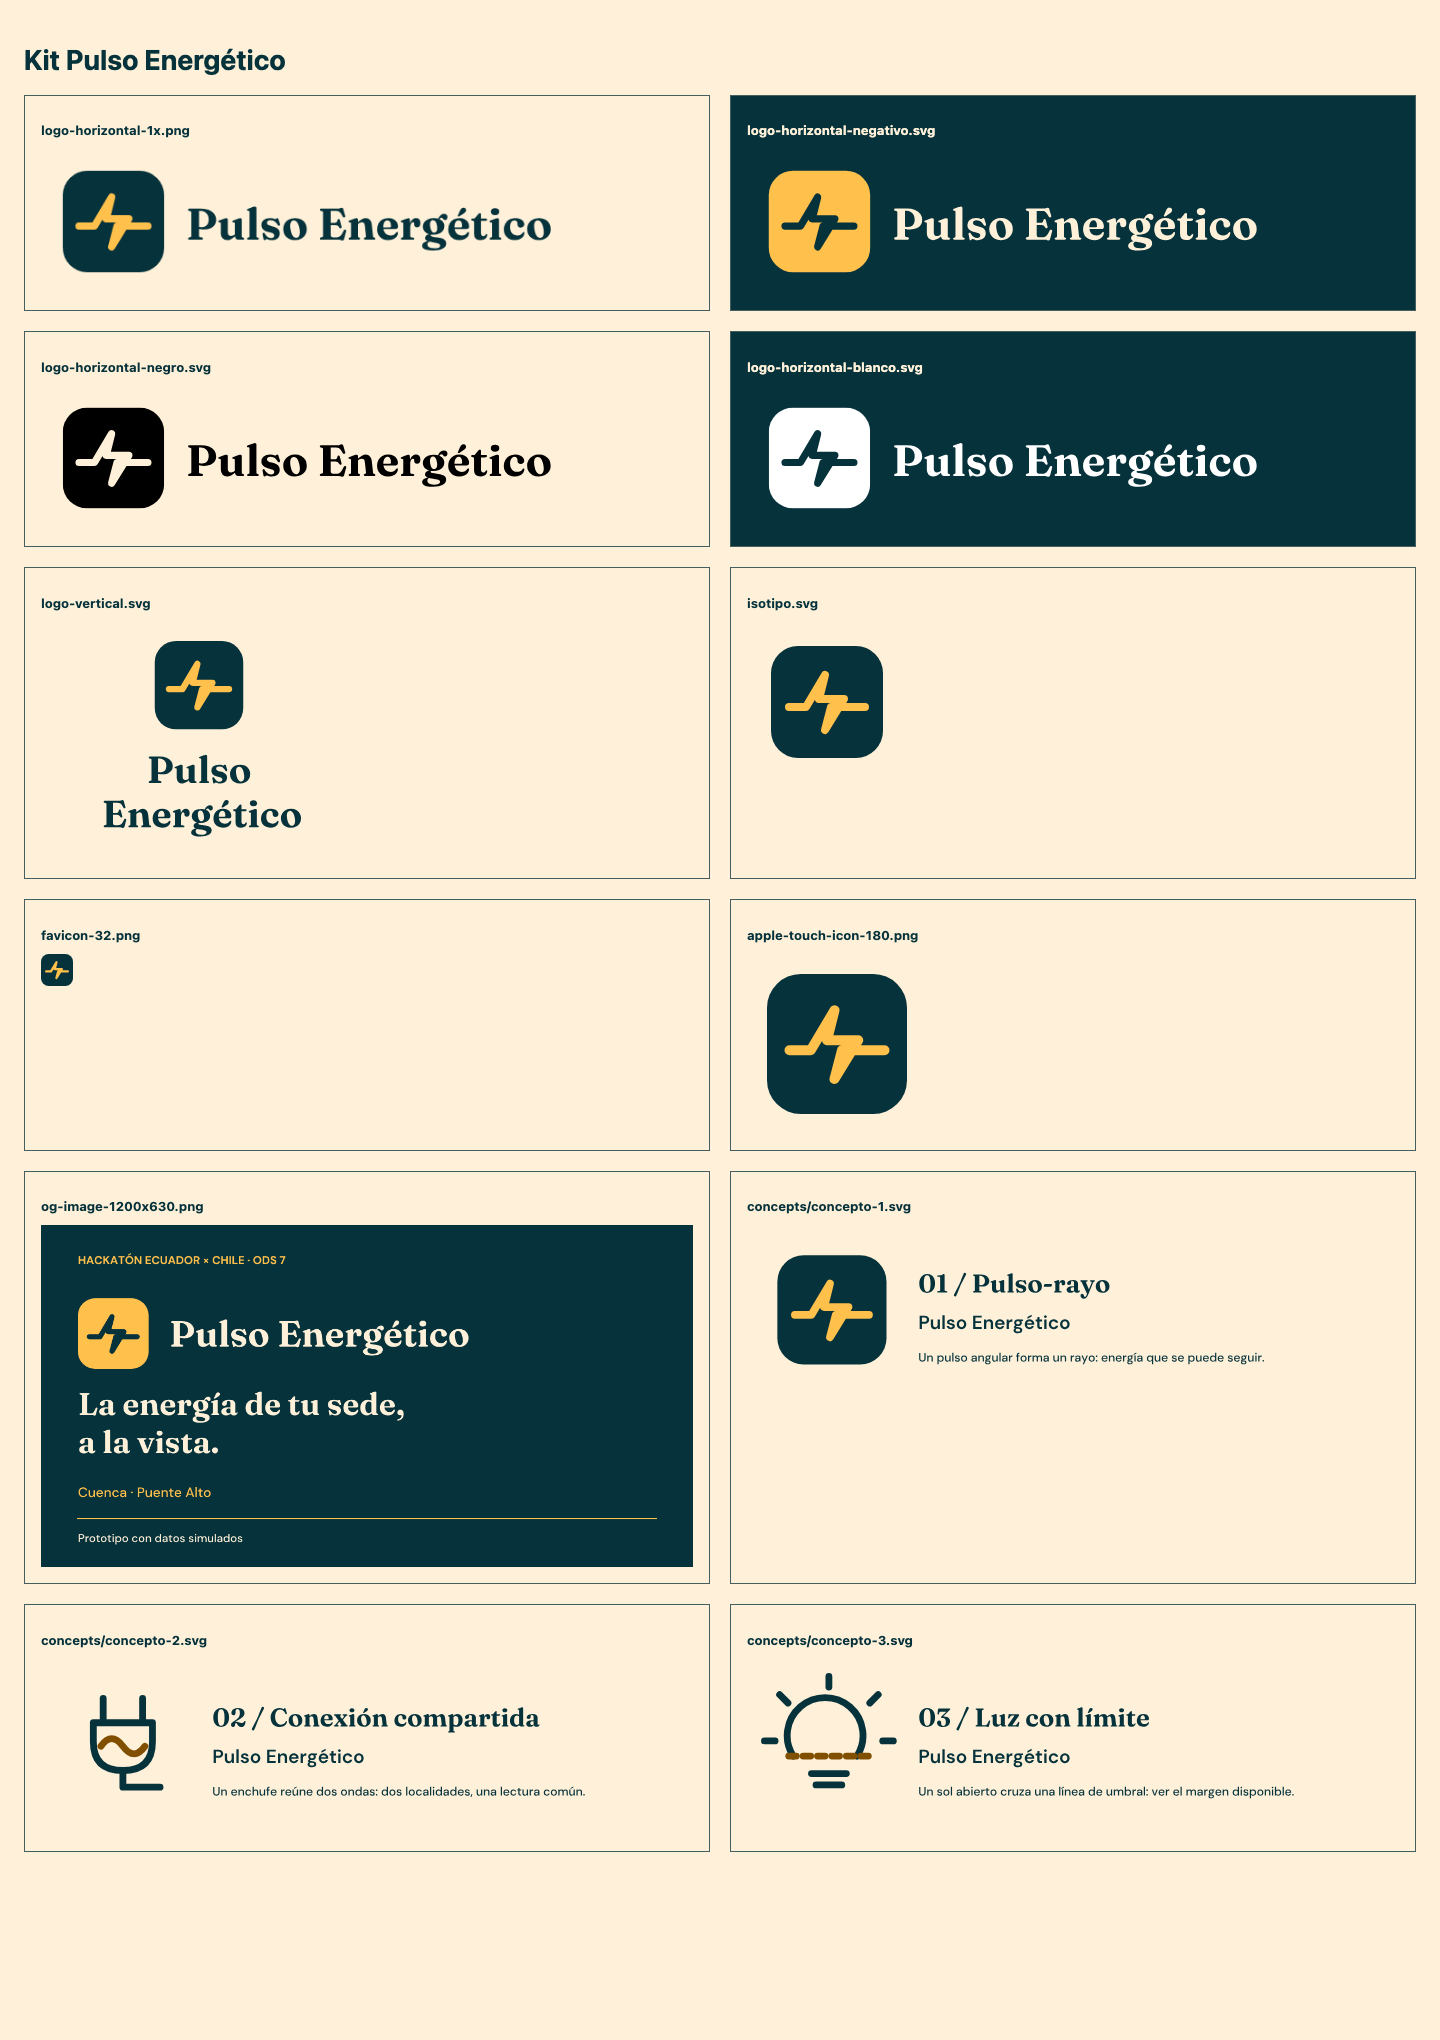 Kit Pulso Energético
logo-horizontal-1x.png
Pulso Energético
logo-horizontal-negativo.svg
Pulso Energético
logo-horizontal-negro.svg
Pulso Energético
logo-horizontal-blanco.svg
Pulso Energético
logo-vertical.svg
Pulso
Energético
isotipo.svg
favicon-32.png
apple-touch-icon-180.png
og-image-1200x630.png
HACKATÓN ECUADOR × CHILE · ODS 7
Pulso Energético
La energía de tu sede,
a la vista.
Cuenca · Puente Alto
Prototipo con datos simulados
concepts/concepto-1.svg
01 / Pulso-rayo
Pulso Energético
Un pulso angular forma un rayo: energía que se puede seguir.
concepts/concepto-2.svg
02 / Conexión compartida
Pulso Energético
Un enchufe reúne dos ondas: dos localidades, una lectura común.
concepts/concepto-3.svg
03 / Luz con límite
Pulso Energético
Un sol abierto cruza una línea de umbral: ver el margen disponible.